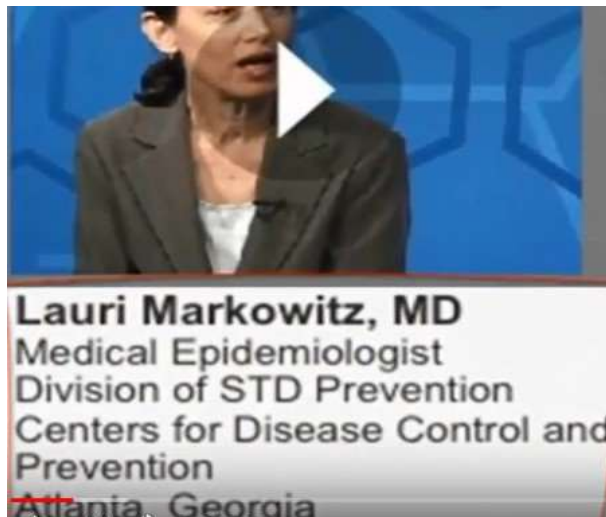 Lauri Markowitz, MD
Medical Epidemiologist
Division of STD Prevention
Centers for Disease Control and
Prevention
Atlanta, Georgia